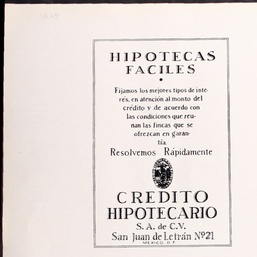 HIPOTECAS
FACILES
Fijamos los mejores tipos de inte-
rés, en atención al monto del
crédito y de acuerdo con
las condiciones que reu-
nan las fincas que se
ofrezcan en garan-
tía.
Resolvemos Rápidamente
CREDITO
HIPOTECARIO
S. A. de C. V.
San Juan de Letrán Nº 21
MEXICO, D. F.